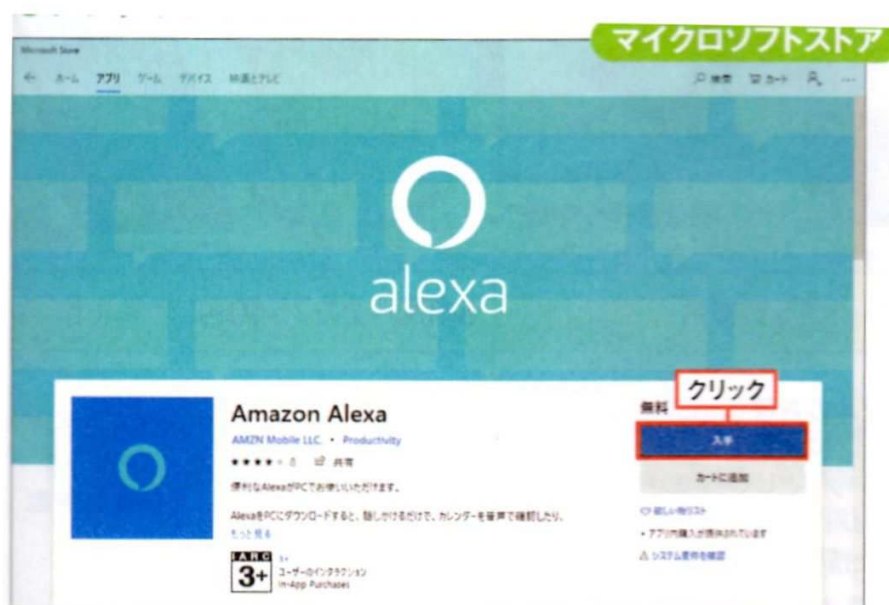 マイクロソフトストア
Microsoft Store
ホーム アプリ ゲーム デバイス 映画とテレビ 検索 カート
alexa
クリック
Amazon Alexa
無料
AMZN Mobile LLC. • Productivity
入手
共有
カートに追加
便利なAlexaがPCでお使いいただけます。
AlexaをPCにダウンロードすると、話しかけるだけで、カレンダーを音声で確認したり、
欲しい物リスト
もっと見る
• アプリ内購入が提供されています
システム要件を確認
IARC
3+
3+
ユーザーのインタラクション
In-App Purchases